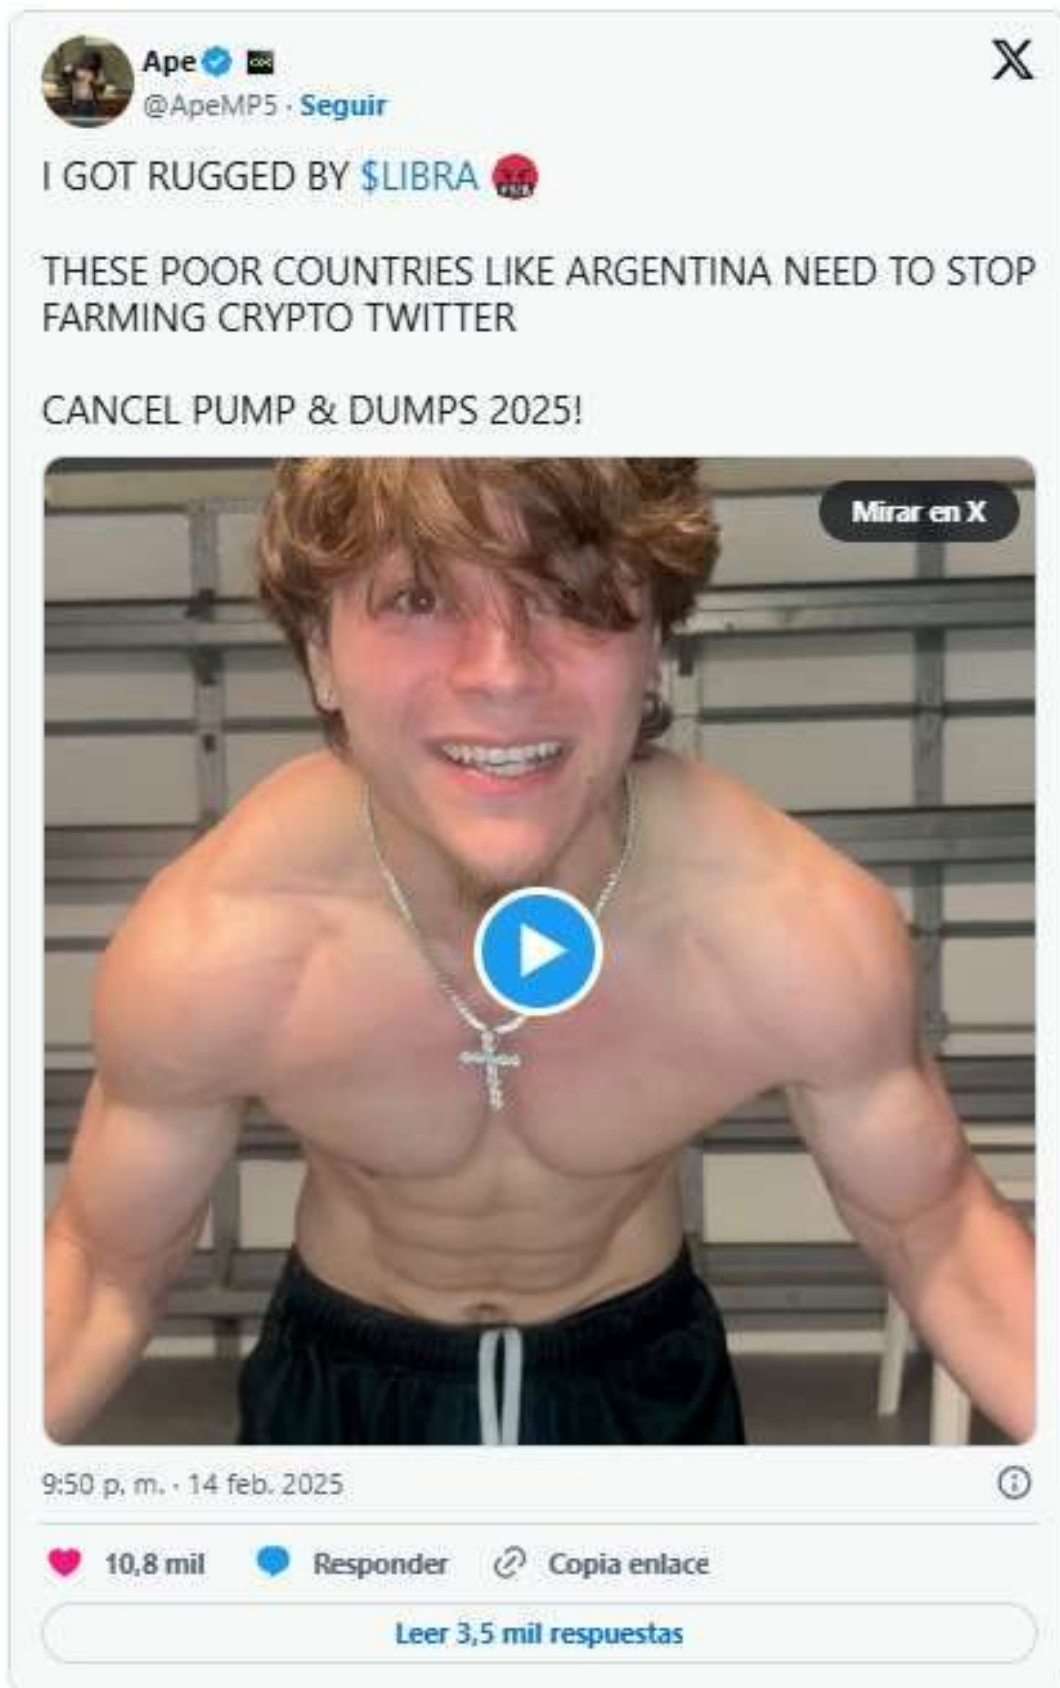 Ape
@ApeMP5 · Seguir
I GOT RUGGED BY $LIBRA
THESE POOR COUNTRIES LIKE ARGENTINA NEED TO STOP
FARMING CRYPTO TWITTER
CANCEL PUMP & DUMPS 2025!
Mirar en X
9:50 p. m. · 14 feb. 2025
10,8 mil Responder Copia enlace
Leer 3,5 mil respuestas